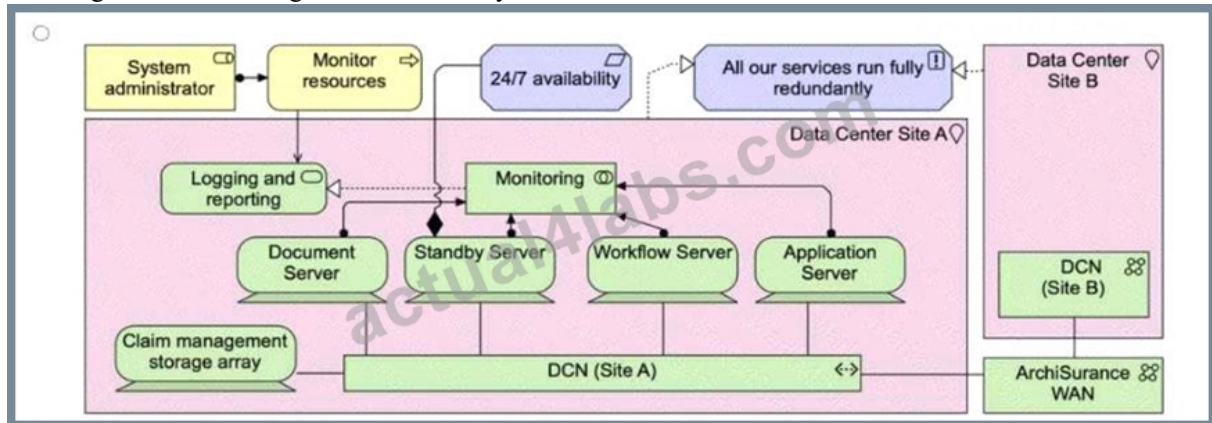 System
administrator
Monitor
resources
24/7 availability
All our services run fully
redundantly
Data Center
Site B
Data Center Site A
Logging and
reporting
Monitoring
Document
Server
Standby Server
Workflow Server
Application
Server
DCN
(Site B)
Claim management
storage array
DCN (Site A)
ArchiSurance
WAN
actual4labs.com